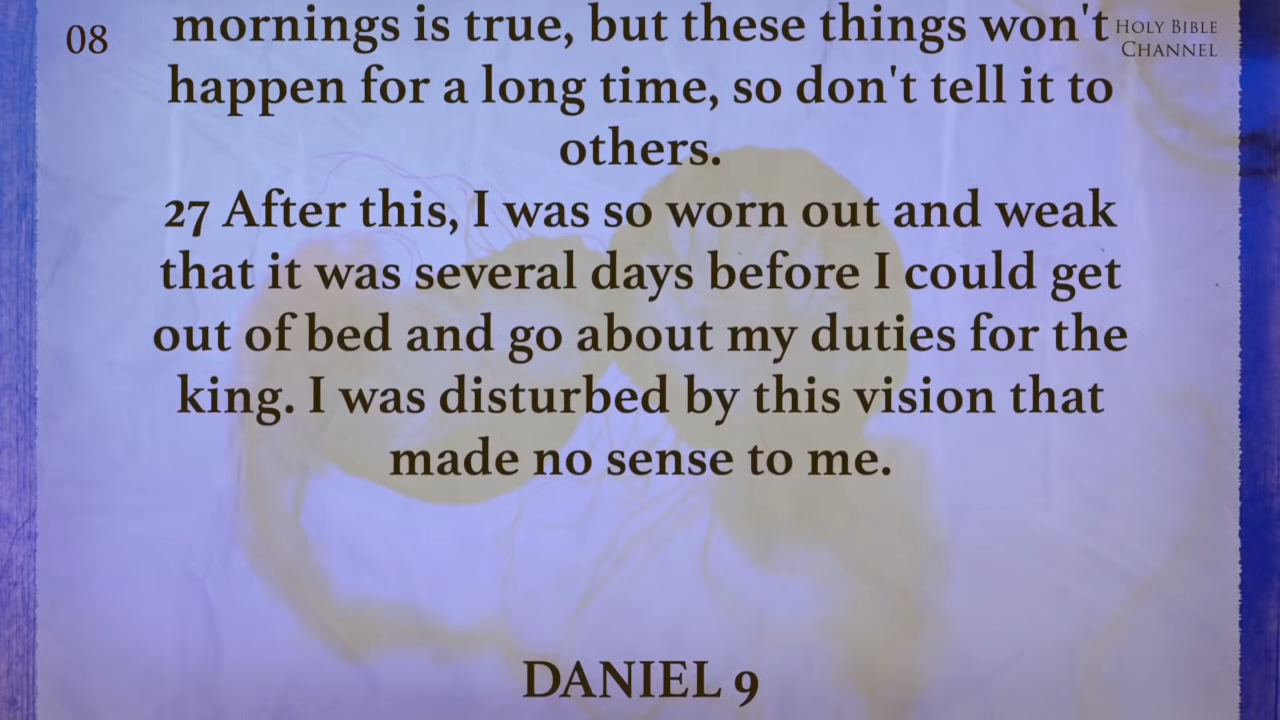 08
HOLY BIBLE
CHANNEL
mornings is true, but these things won't
happen for a long time, so don't tell it to
others.
27 After this, I was so worn out and weak
that it was several days before I could get
out of bed and go about my duties for the
king. I was disturbed by this vision that
made no sense to me.
DANIEL 9